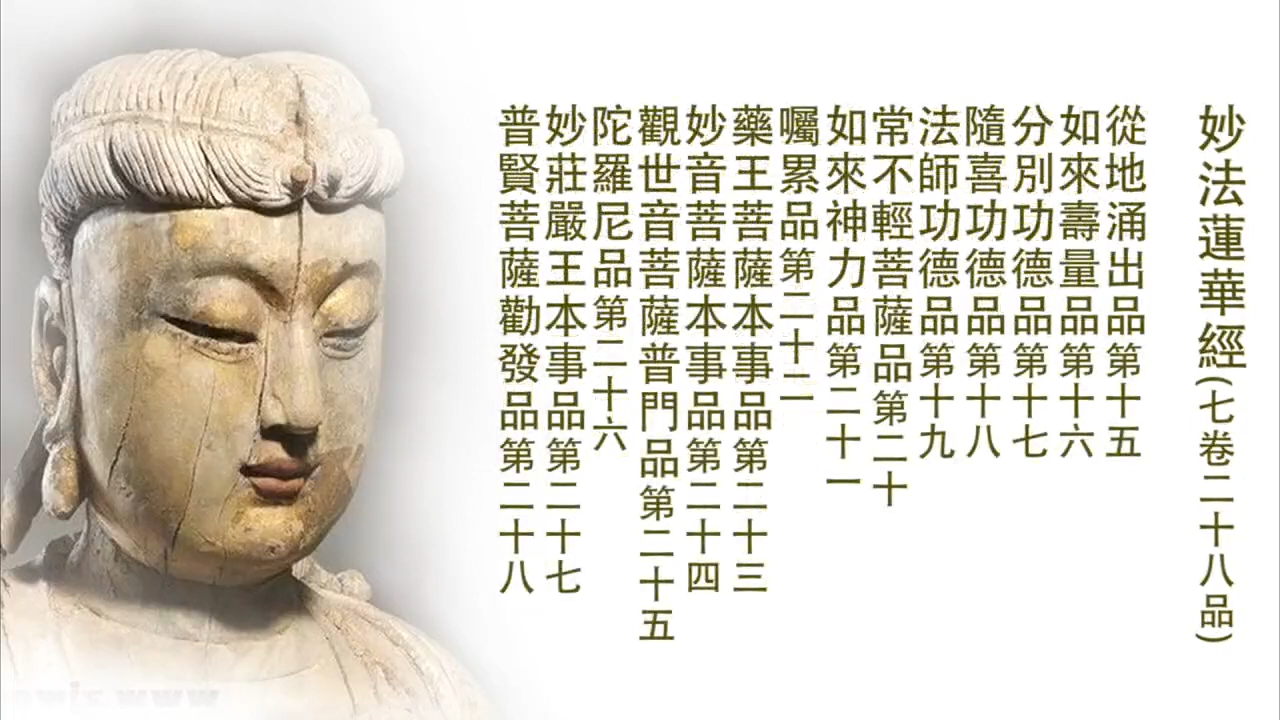 妙法蓮華經(七卷二十八品)
從地涌出品第十五
如來壽量品第十六
分別功德品第十七
隨喜功德品第十八
法師功德品第十九
常不輕菩薩品第二十
如來神力品第二十一
囑累品第二十二
藥王菩薩本事品第二十三
妙音菩薩本事品第二十四
觀世音菩薩普門品第二十五
陀羅尼品第二十六
妙莊嚴王本事品第二十七
普賢菩薩勸發品第二十八